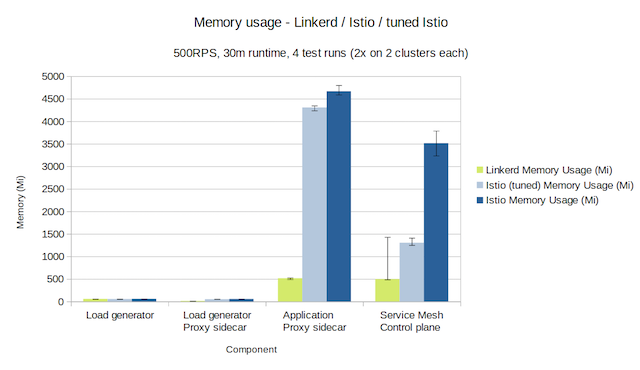 Memory usage - Linkerd / Istio / tuned Istio
500RPS, 30m runtime, 4 test runs (2x on 2 clusters each)
Memory (Mi)
5000
4500
4000
3500
3000
2500
2000
1500
1000
500
0
Load generator
Load generator
Proxy sidecar
Application
Proxy sidecar
Service Mesh
Control plane
Component
Linkerd Memory Usage (Mi)
Istio (tuned) Memory Usage (Mi)
Istio Memory Usage (Mi)